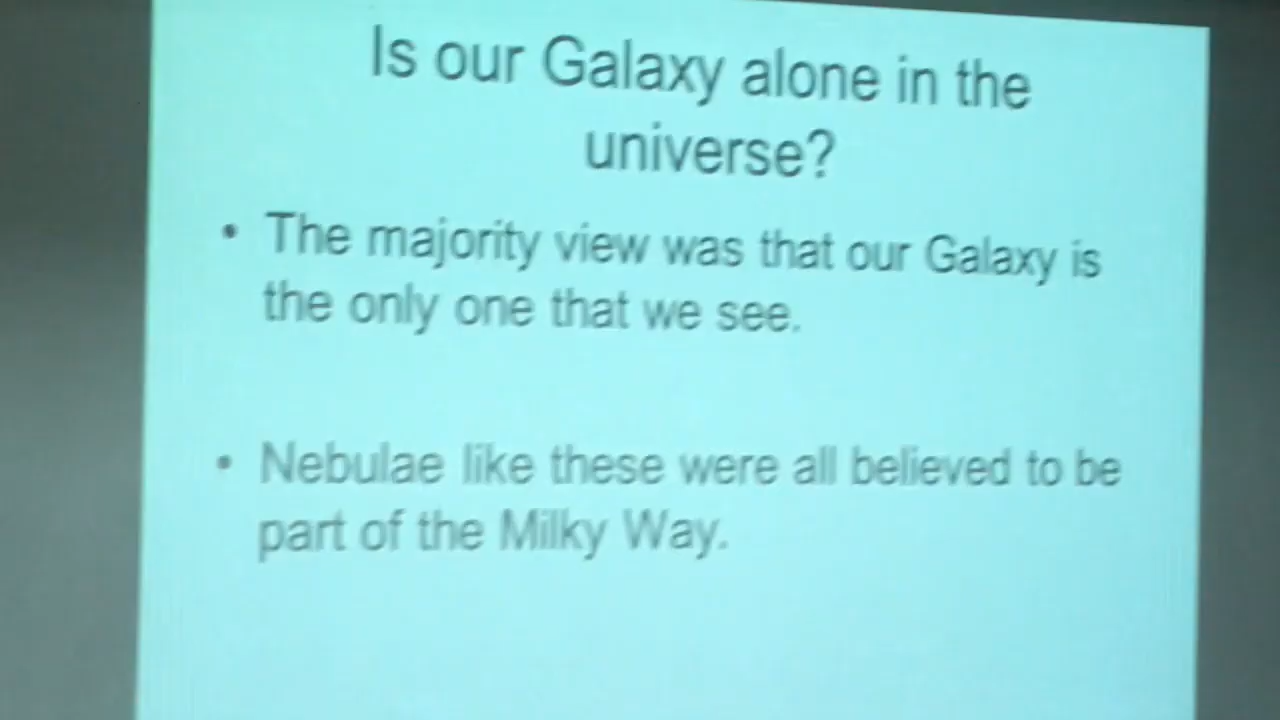 Is our Galaxy alone in the
universe?
• The majority view was that our Galaxy is
the only one that we see.
• Nebulae like these were all believed to be
part of the Milky Way.